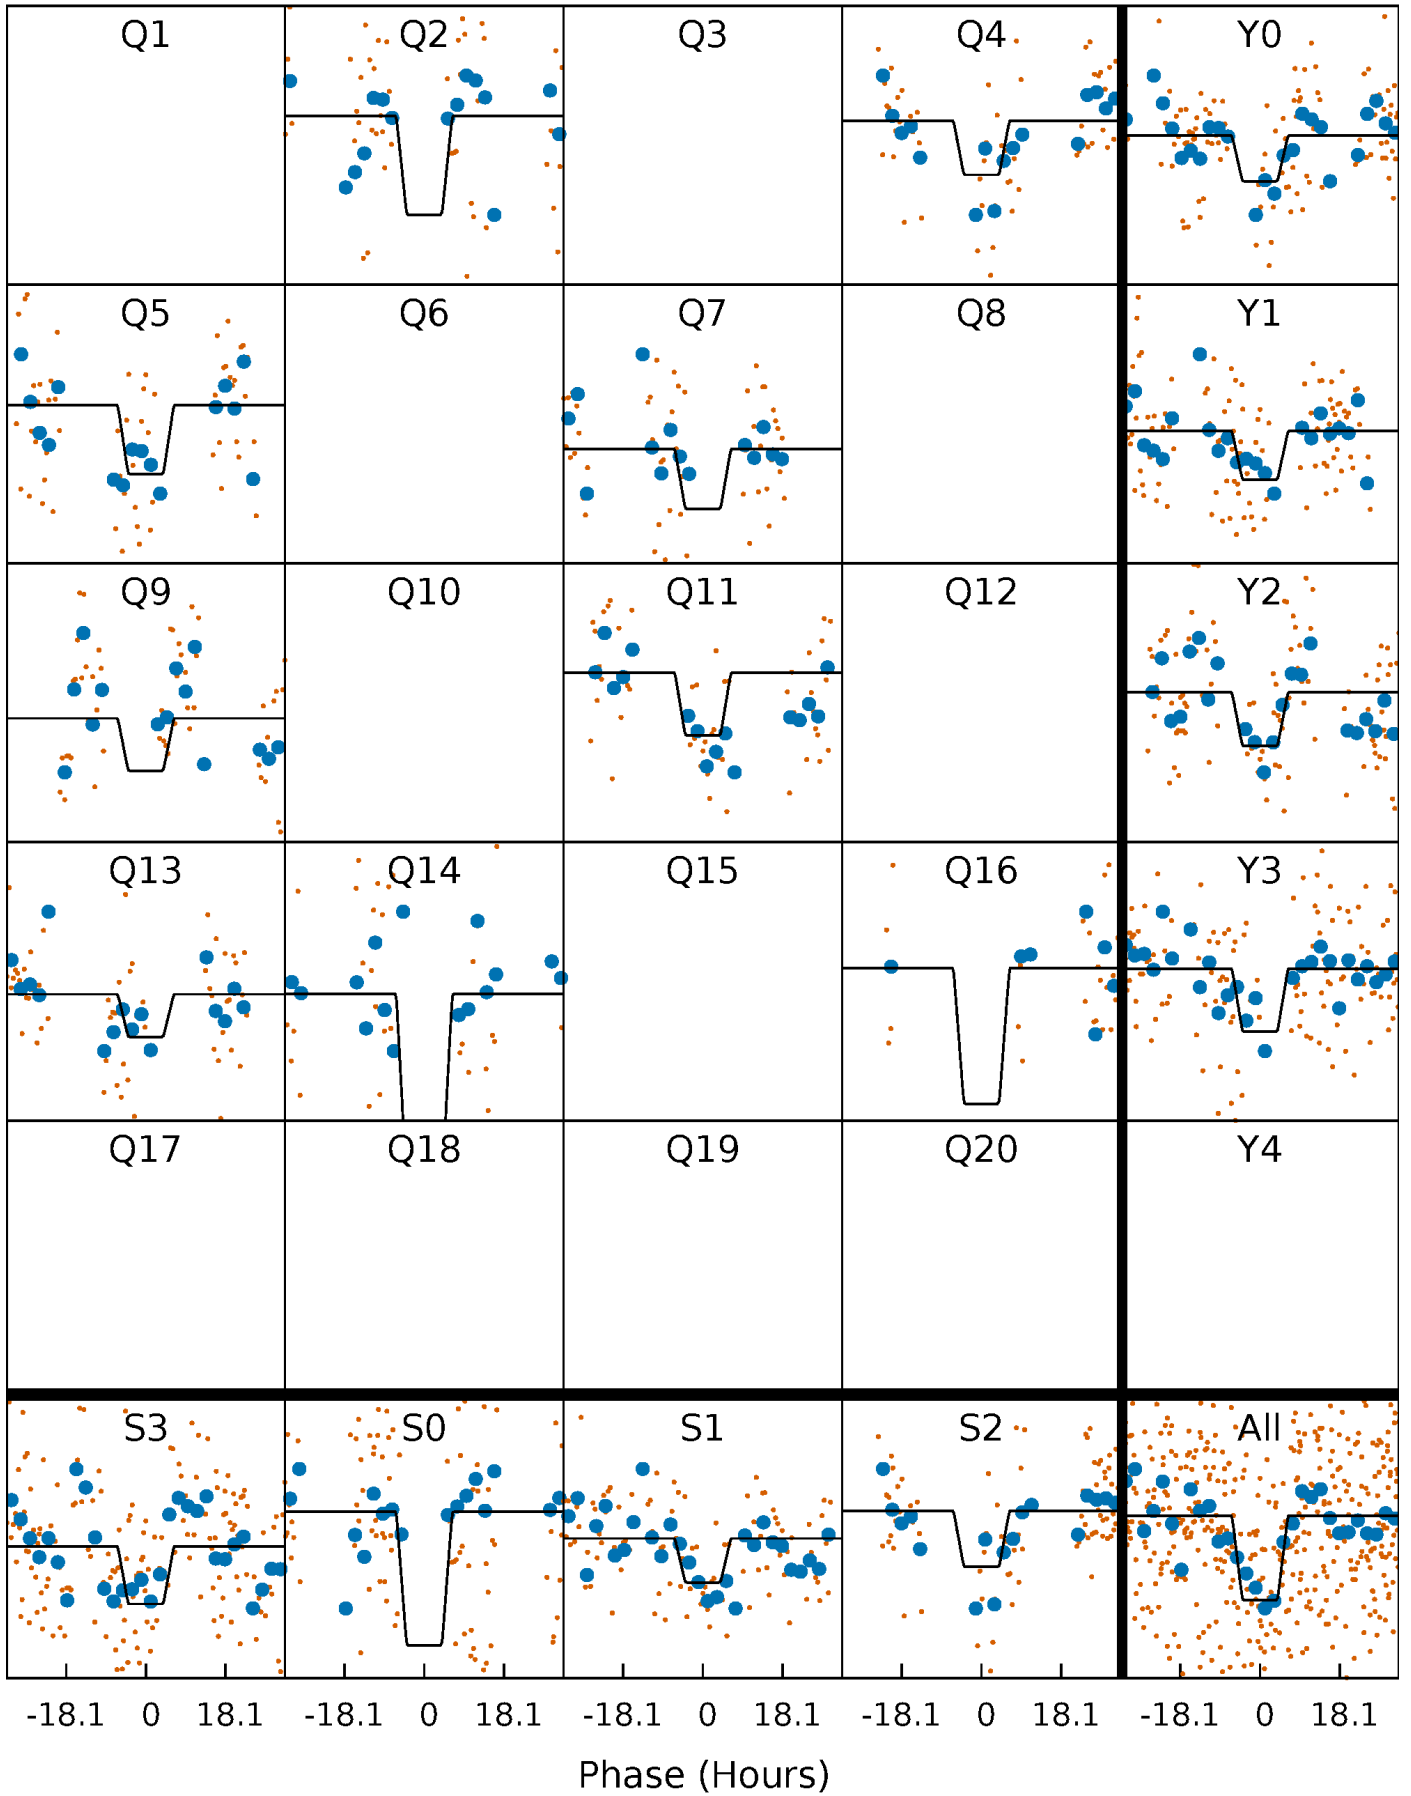 Q1 Q2 Q3 Q4 Y0
Q5 Q6 Q7 Q8 Y1
Q9 Q10 Q11 Q12 Y2
Q13 Q14 Q15 Q16 Y3
Q17 Q18 Q19 Q20 Y4
S3 S0 S1 S2 All
-18.1 0 18.1 -18.1 0 18.1 -18.1 0 18.1 -18.1 0 18.1 -18.1 0 18.1
Phase (Hours)